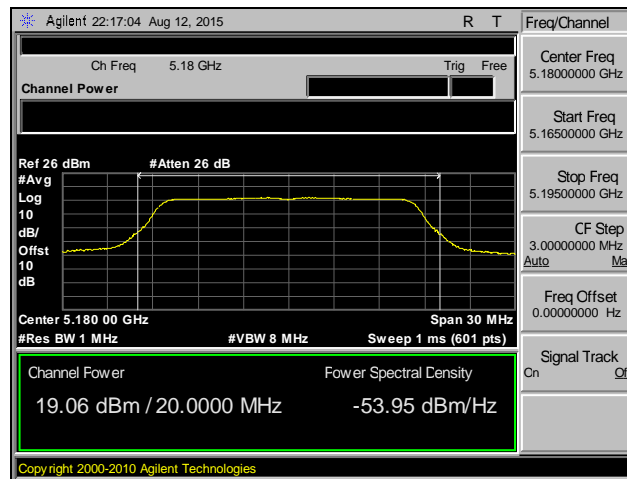 Agilent 22:17:04 Aug 12, 2015 R T
Freq/Channel
Ch Freq 5.18 GHz Trig Free
Channel Power
Center Freq
5.18000000 GHz
Start Freq
5.16500000 GHz
Stop Freq
5.19500000 GHz
CF Step
3.00000000 MHz
Auto Ma
Freq Offset
0.00000000 Hz
Signal Track
On Of
Ref 26 dBm #Atten 26 dB
#Avg
Log
10
dB/
Offst
10
dB
Center 5.180 00 GHz Span 30 MHz
#Res BW 1 MHz #VBW 8 MHz Sweep 1 ms (601 pts)
Channel Power Power Spectral Density
19.06 dBm / 20.0000 MHz -53.95 dBm/Hz
Copyright 2000-2010 Agilent Technologies